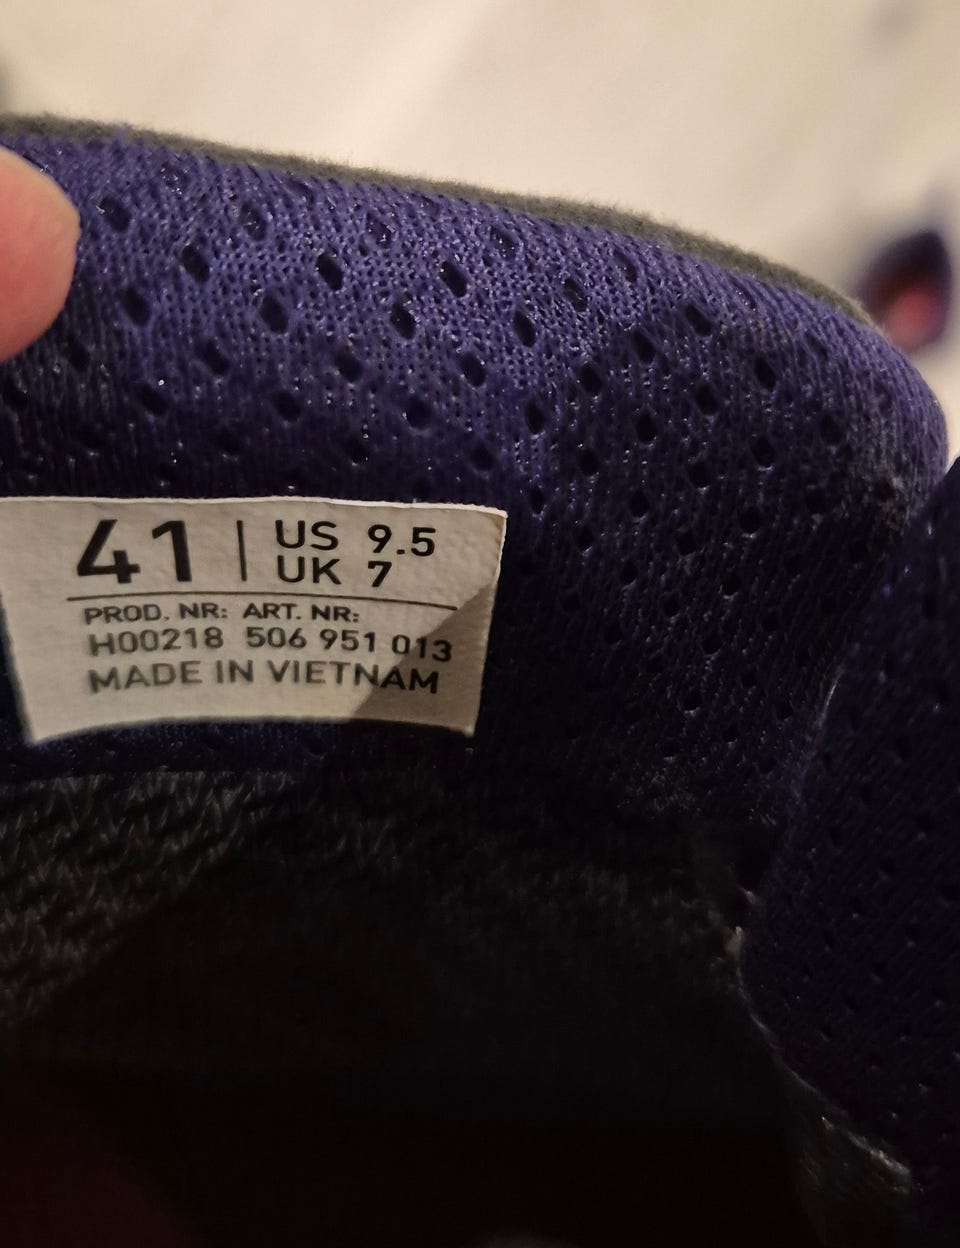 41 | US 9.5
UK 7
PROD. NR: ART. NR:
H00218 506 951 013
MADE IN VIETNAM